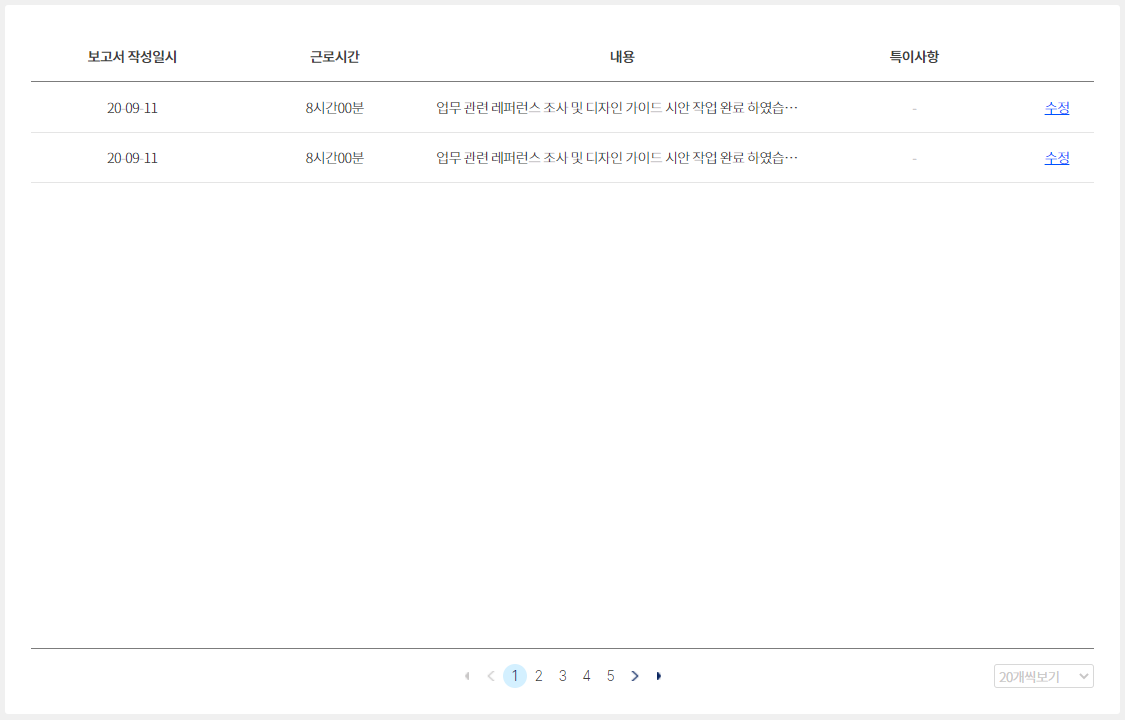 보고서 작성일시 근로시간 내용 특이사항
20-09-11 8시간00분 업무 관련 레퍼런스 조사 및 디자인 가이드 시안 작업 완료 하였습··· - 수정
20-09-11 8시간00분 업무 관련 레퍼런스 조사 및 디자인 가이드 시안 작업 완료 하였습··· - 수정
1 2 3 4 5 20개씩보기